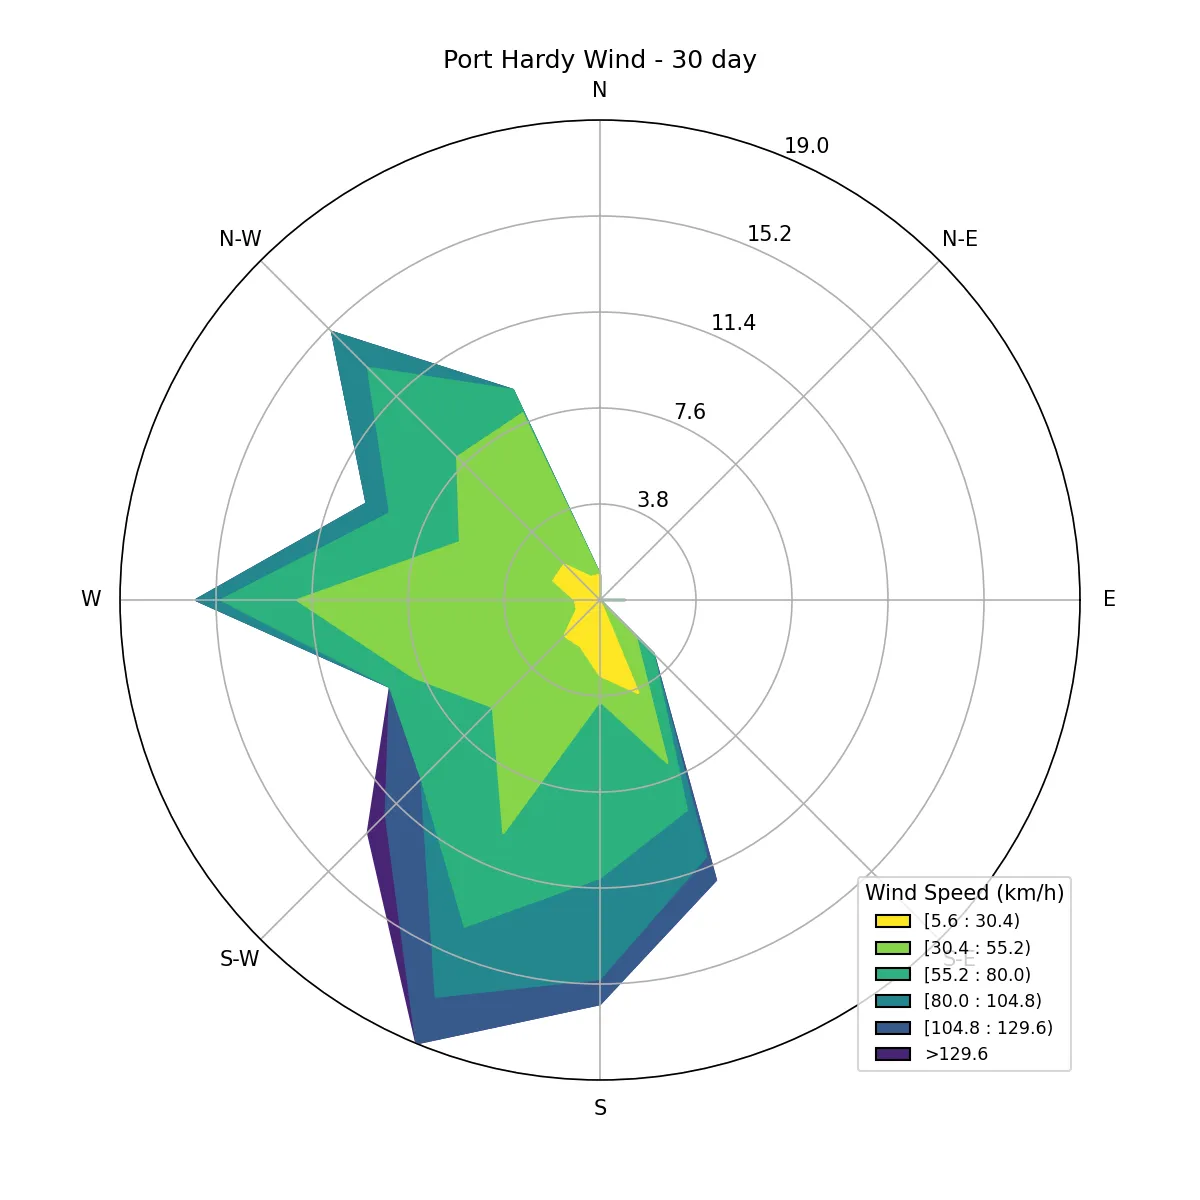 Port Hardy Wind - 30 day
N
19.0
15.2
N-W
N-E
11.4
7.6
3.8
W
E
S-W
S-E
S
Wind Speed (km/h)
[5.6 : 30.4)
[30.4 : 55.2)
[55.2 : 80.0)
[80.0 : 104.8)
[104.8 : 129.6)
>129.6